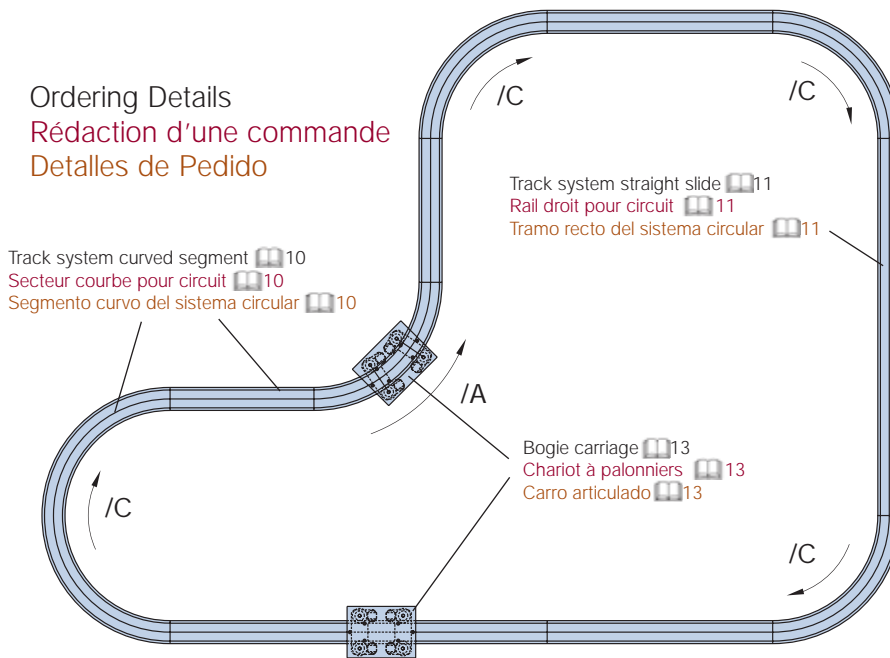 Ordering Details
Rédaction d'une commande
Detalles de Pedido
/C
/C
Track system straight slide 11
Rail droit pour circuit 11
Tramo recto del sistema circular 11
Track system curved segment 10
Secteur courbe pour circuit 10
Segmento curvo del sistema circular 10
/A
Bogie carriage 13
Chariot à palonniers 13
Carro articulado 13
/C
/C